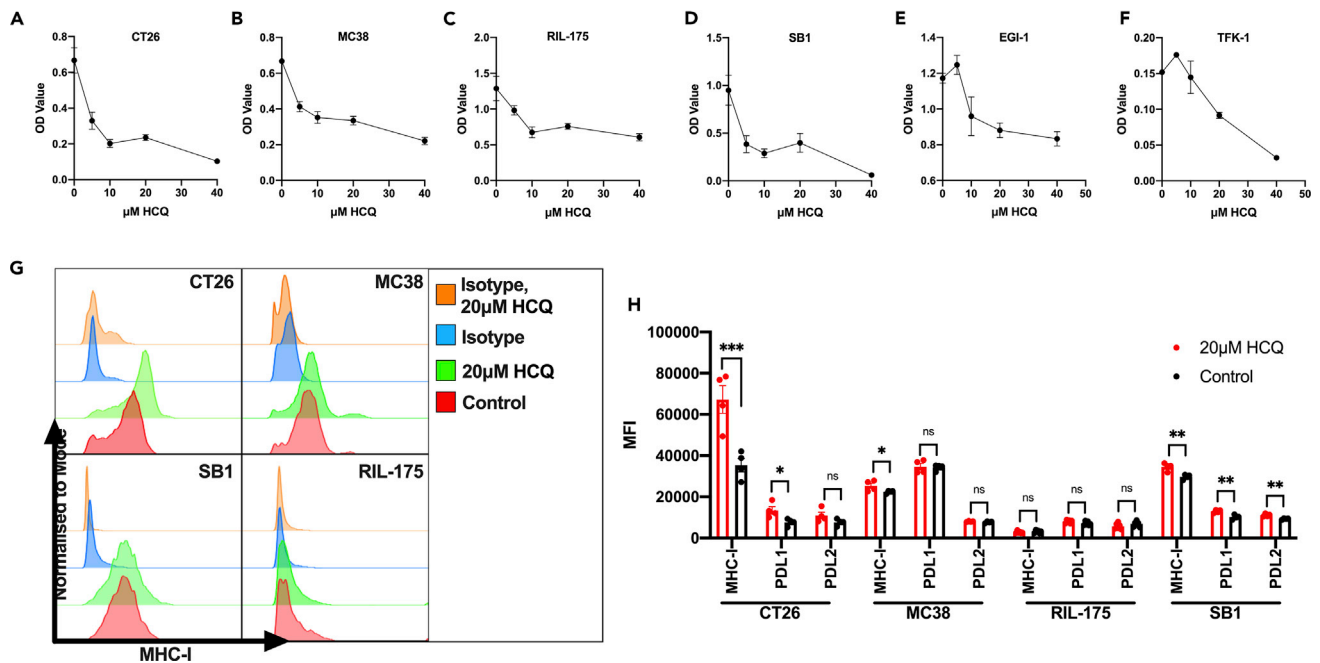 A
CT26
OD Value
0.8
0.6
0.4
0.2
0.0
0 10 20 30 40
µM HCQ
B
MC38
OD Value
0.8
0.6
0.4
0.2
0.0
0 10 20 30 40
µM HCQ
C
RIL-175
OD Value
2.0
1.5
1.0
0.5
0.0
0 10 20 30 40
µM HCQ
D
SB1
OD Value
1.5
1.0
0.5
0.0
0 10 20 30 40
µM HCQ
E
EGI-1
OD Value
1.4
1.2
1.0
0.8
0.6
0 10 20 30 40 50
µM HCQ
F
TFK-1
OD Value
0.20
0.15
0.10
0.05
0.00
0 10 20 30 40 50
µM HCQ
G
CT26
MC38
SB1
RIL-175
Normalised to Mode
MHC-I
Isotype,
20µM HCQ
Isotype
20µM HCQ
Control
H
MFI
100000
80000
60000
40000
20000
0
20µM HCQ
Control
*** * ns * ns ns ns ns ns ** ** **
MHC-I PDL1 PDL2 MHC-I PDL1 PDL2 MHC-I PDL1 PDL2 MHC-I PDL1 PDL2
CT26 MC38 RIL-175 SB1